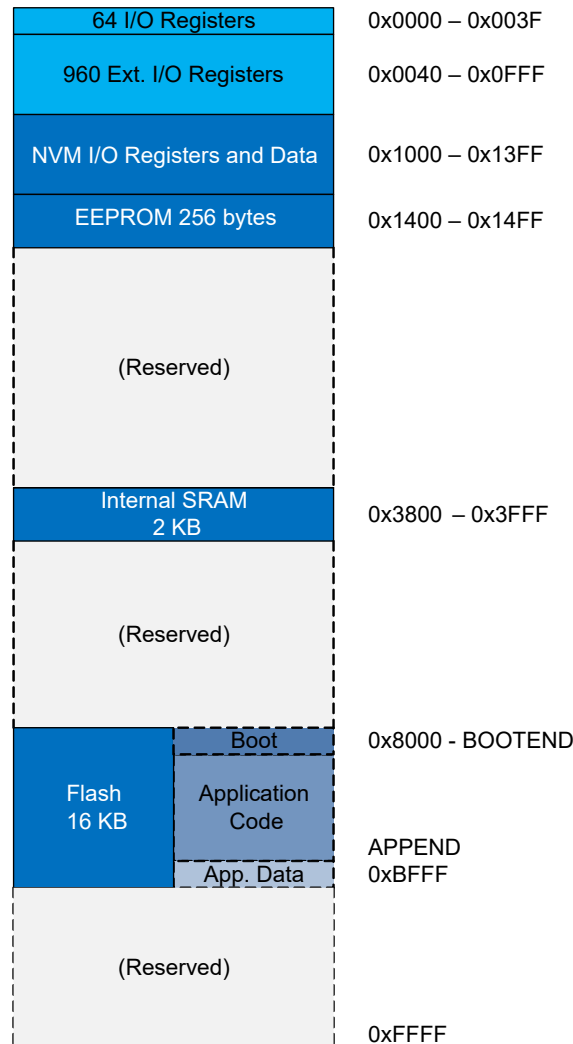 64 I/O Registers 0x0000 – 0x003F
960 Ext. I/O Registers 0x0040 – 0x0FFF
NVM I/O Registers and Data 0x1000 – 0x13FF
EEPROM 256 bytes 0x1400 – 0x14FF
(Reserved)
Internal SRAM
2 KB
0x3800 – 0x3FFF
(Reserved)
Boot 0x8000 - BOOTEND
Flash
16 KB
Application
Code
APPEND
App. Data 0xBFFF
(Reserved)
0xFFFF